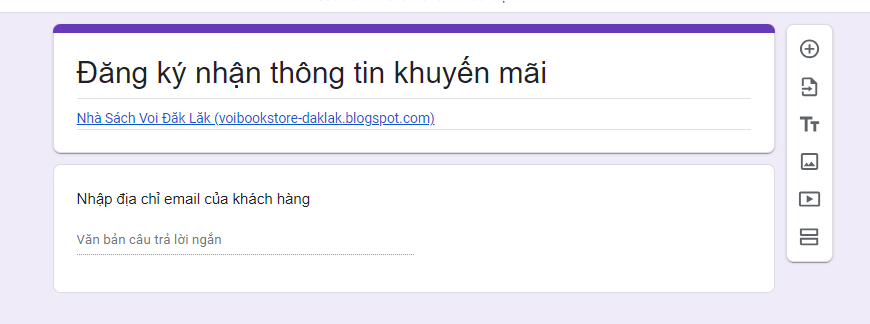 Đăng ký nhận thông tin khuyến mãi
Nhà Sách Voi Đăk Lăk (voibookstore-daklak.blogspot.com)
Nhập địa chỉ email của khách hàng
Văn bản câu trả lời ngắn
Tт